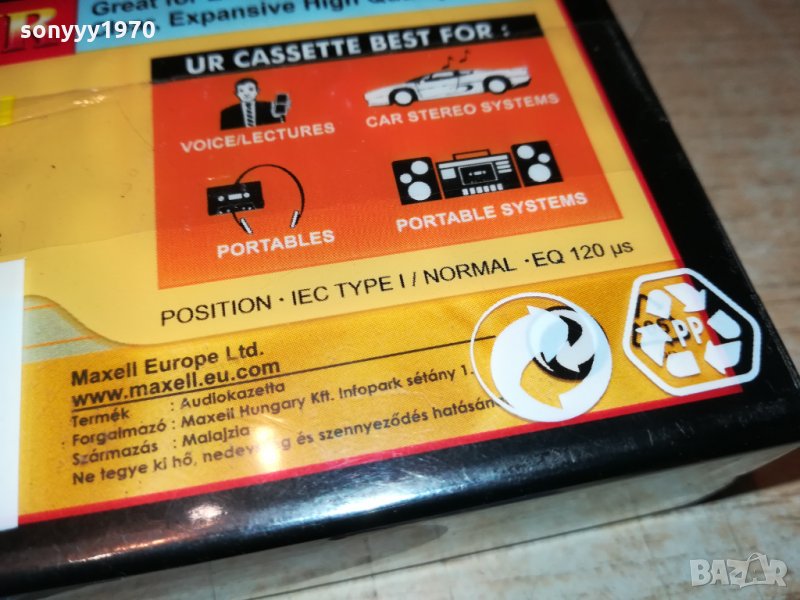 sonyyy1970
R
Great for
Expansive High
UR CASSETTE BEST FOR :
VOICE/LECTURES
CAR STEREO SYSTEMS
PORTABLES
PORTABLE SYSTEMS
POSITION · IEC TYPE I / NORMAL · EQ 120 µs
Maxell Europe Ltd.
www.maxell.eu.com
Termék : Audiokazetta
Forgalmazó : Maxell Hungary Kft. Infopark sétány 1.
Származás : Malajzia
Ne tegye ki hő, nedvesség és szennyeződés hatásán
PP
BAZAR